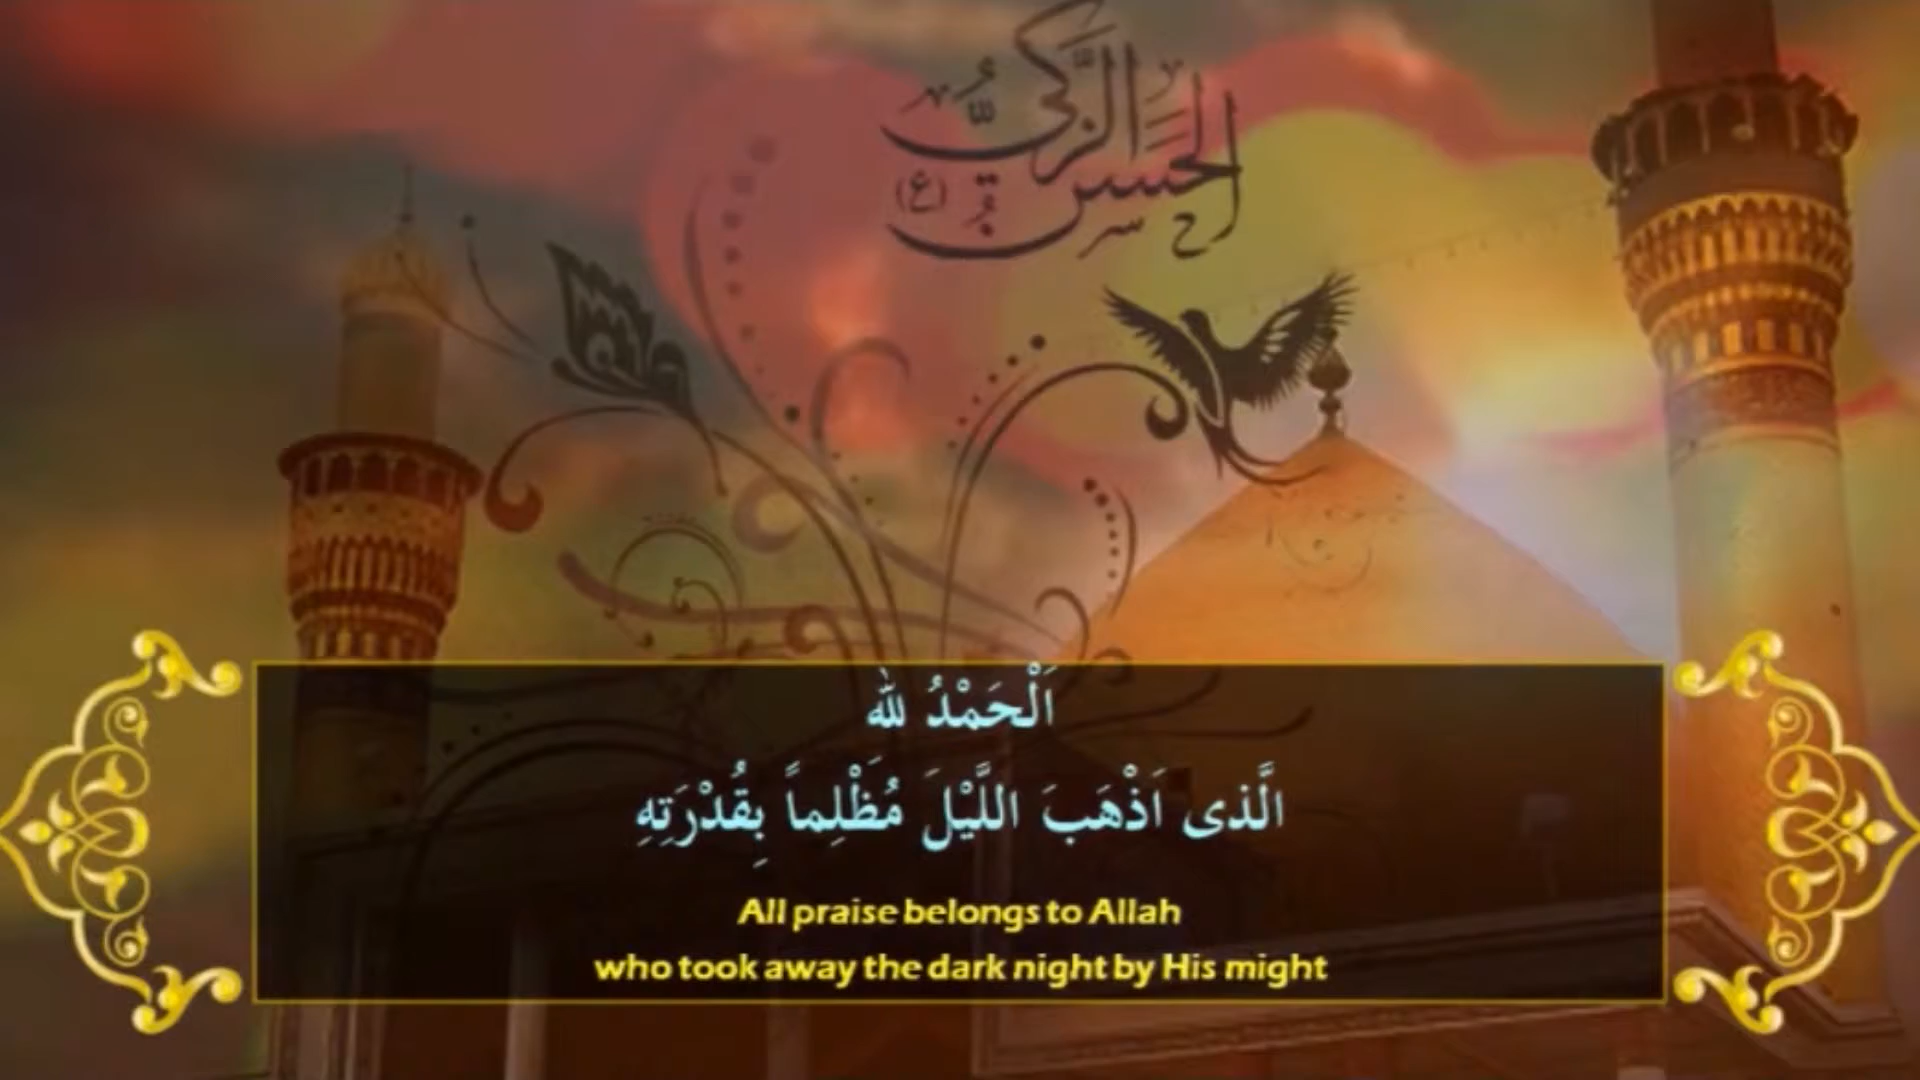 الحسن الزكي (ع)
اَلْحَمْدُ لله
الَّذى اَذْهَبَ اللَّيْلَ مُظْلِماً بِقُدْرَتِهِ
All praise belongs to Allah
who took away the dark night by His might